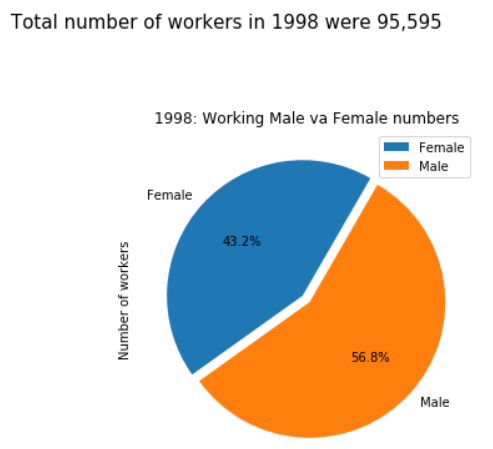 Total number of workers in 1998 were 95,595
1998: Working Male va Female numbers
Female
Male
Female
43.2%
Number of workers
56.8%
Male